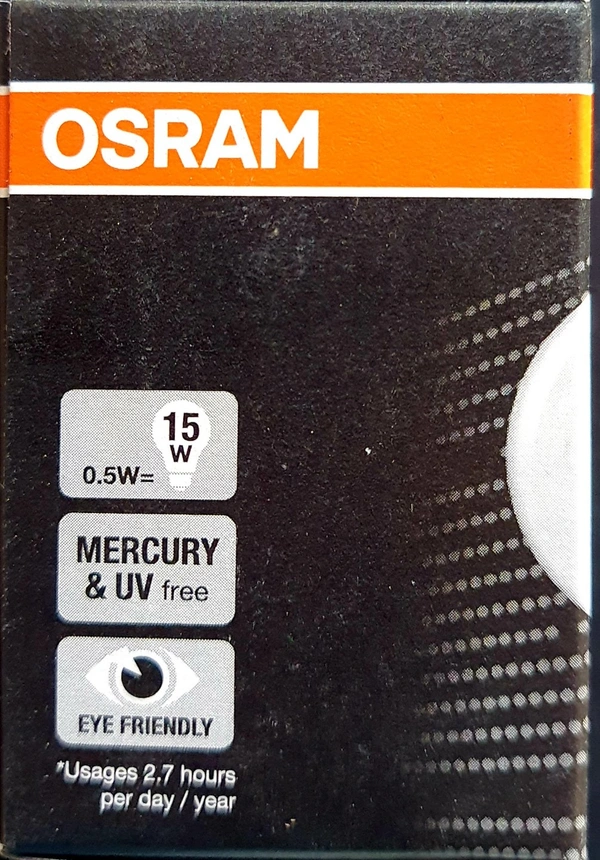 OSRAM
15
W
0.5W=
MERCURY
& UV free
EYE FRIENDLY
*Usages 2,7 hours
per day / year